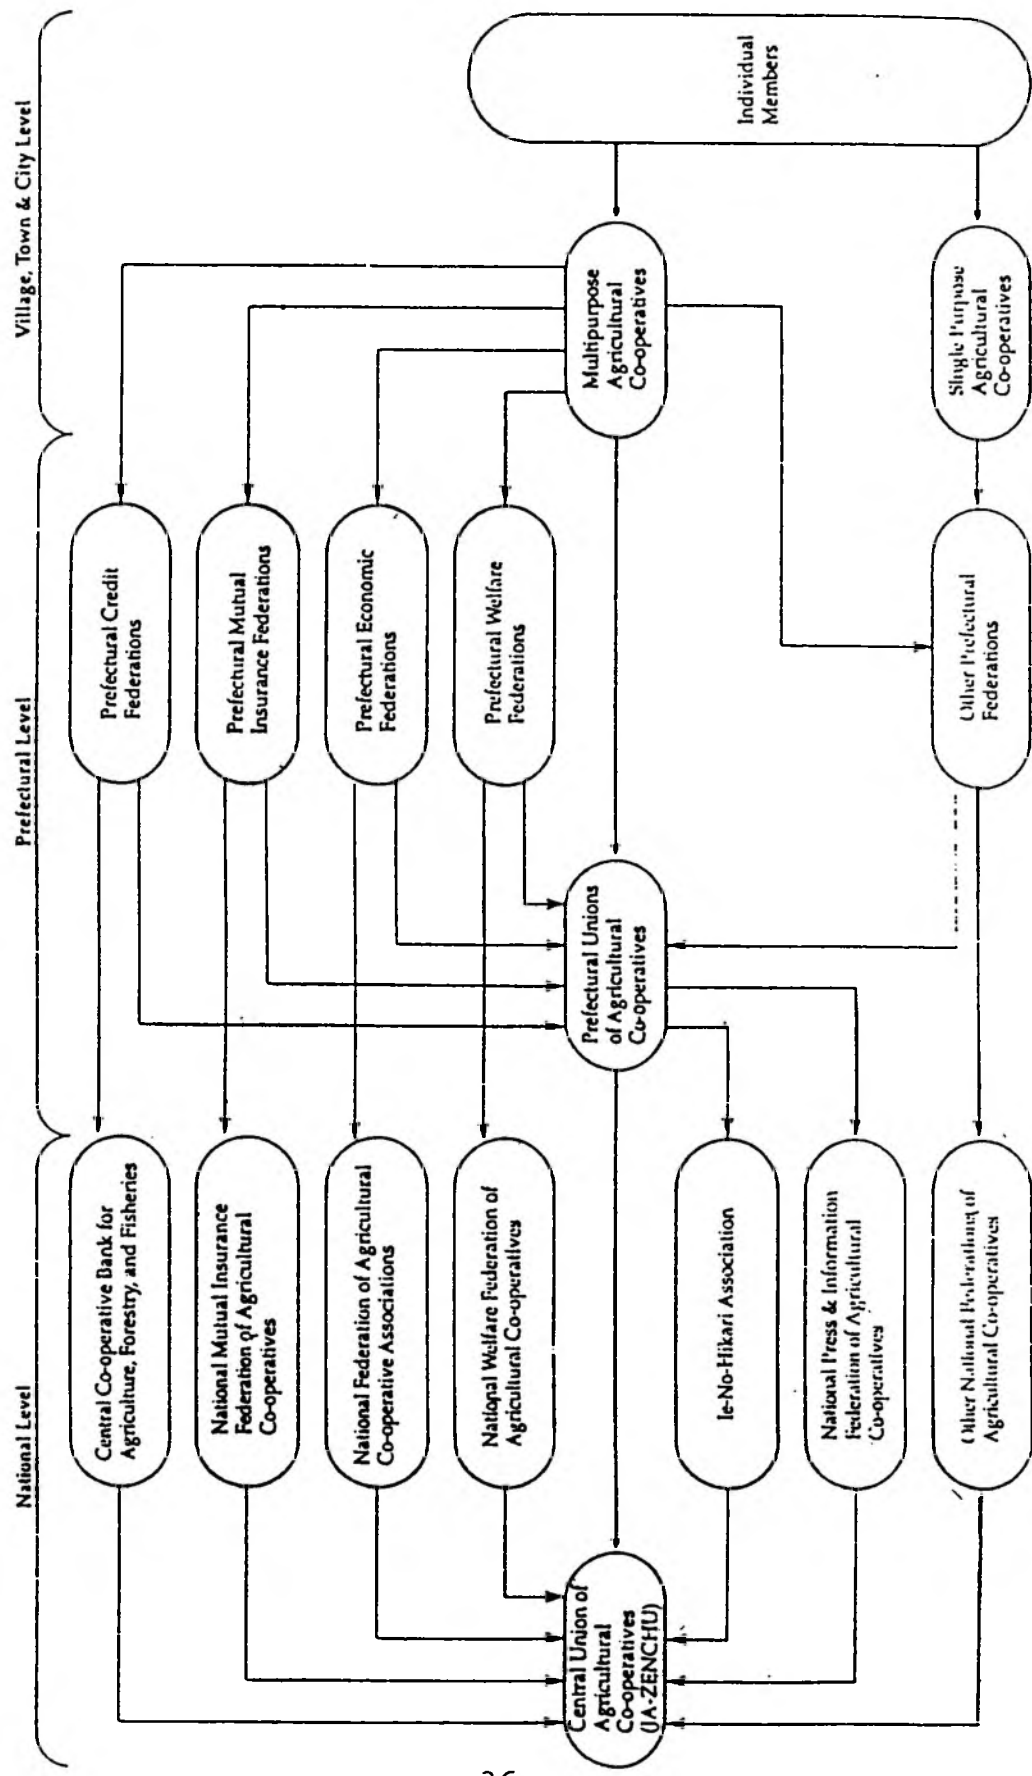 National Level
Prefectural Level
Village, Town & City Level
Central Co-operative Bank for
Agriculture, Forestry, and Fisheries
Prefectural Credit
Federations
National Mutual Insurance
Federation of Agricultural
Co-operatives
Prefectural Mutual
Insurance Federations
National Federation of Agricultural
Co-operative Associations
Prefectural Economic
Federations
National Welfare Federation of
Agricultural Co-operatives
Prefectural Welfare
Federations
Central Union of
Agricultural
Co-operatives
(JA-ZENCHU)
Prefectural Unions
of Agricultural
Co-operatives
Multipurpose
Agricultural
Co-operatives
Individual
Members
Ie-No-Hikari Association
National Press & Information
Federation of Agricultural
Co-operatives
Other National Federations of
Agricultural Co-operatives
Other Prefectural
Federations
Single Purpose
Agricultural
Co-operatives